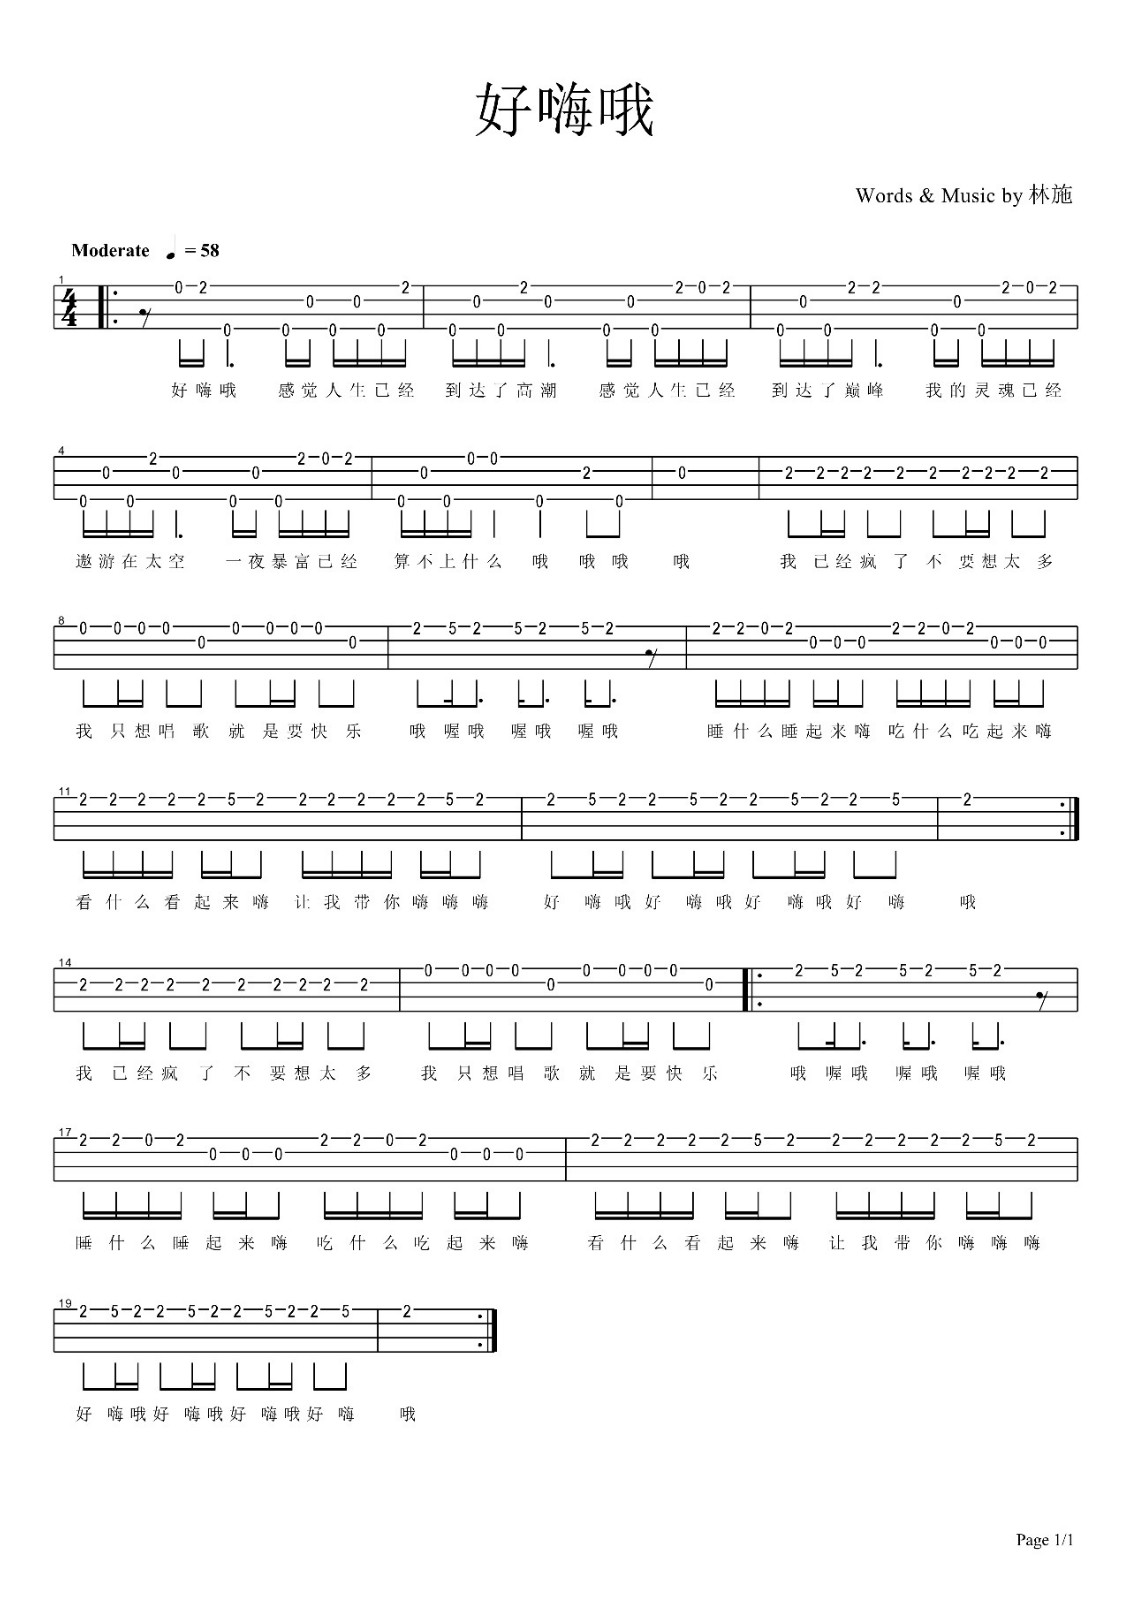 好嗨哦
Words & Music by 林施
Moderate ♩ = 58
1
4
4
0 2 0 0 0 0 0 0 2 0 0 0 2 0 0 0 0 2 0 2 0 0 0 2 2 0 0 0 2 0 2
好嗨哦 感觉人生已经 到达了高潮 感觉人生已经 到达了巅峰 我的灵魂已经
4
0 0 0 2 0 0 0 0 2 0 2 0 0 0 0 0 0 2 0 0 2 2 2 2 2 2 2 2 2 2
遨游在太空 一夜暴富已经 算不上什么 哦 哦哦 哦 我已经疯了不要想太多
8
0 0 0 0 0 0 0 0 0 0 2 5 2 5 2 5 2 2 2 0 2 0 0 0 2 2 0 2 0 0 0
我只想唱歌就是要快乐 哦喔哦 喔哦 喔哦 睡什么睡起来嗨 吃什么吃起来嗨
11
2 2 2 2 2 5 2 2 2 2 2 2 5 2 2 5 2 2 5 2 2 5 2 2 5 2
看什么看起来嗨 让我带你嗨嗨嗨 好嗨哦好嗨哦好嗨哦好嗨 哦
14
2 2 2 2 2 2 2 2 2 2 0 0 0 0 0 0 0 0 0 0 2 5 2 5 2 5 2
我已经疯了不要想太多 我只想唱歌就是要快乐 哦喔哦 喔哦 喔哦
17
2 2 0 2 0 0 0 2 2 0 2 0 0 0 2 2 2 2 2 5 2 2 2 2 2 2 5 2
睡什么睡起来嗨 吃什么吃起来嗨 看什么看起来嗨 让我带你嗨嗨嗨
19
2 5 2 2 5 2 2 5 2 2 5 2
好嗨哦好嗨哦好嗨哦好嗨 哦
Page 1/1